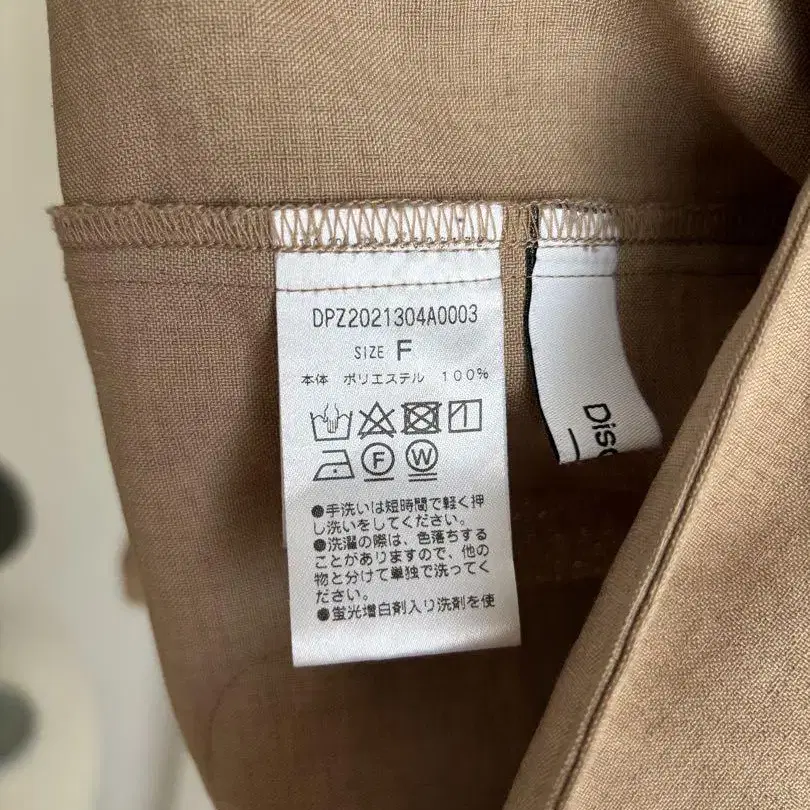 DPZ2021304A0003
SIZE F
本体 ポリエステル 100%
F W
●手洗いは短時間で軽く押
し洗いをしてください。
●洗濯の際は、色落ちする
ことがありますので、他の
物と分けて単独で洗ってく
ださい。
●蛍光増白剤入り洗剤を使